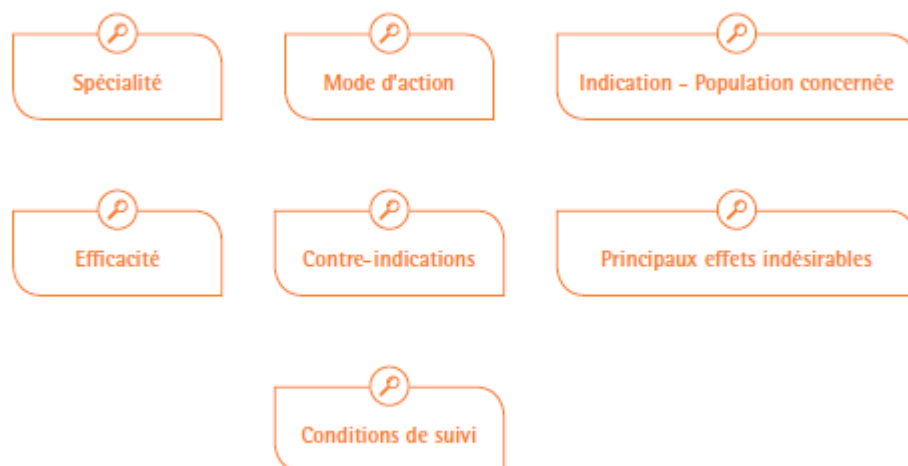 Spécialité
Mode d'action
Indication - Population concernée
Efficacité
Contre-indications
Principaux effets indésirables
Conditions de suivi